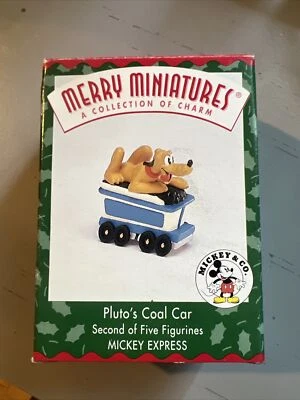 MERRY MINIATURES®
A COLLECTION OF CHARM
MICKEY & CO.
Pluto's Coal Car
Second of Five Figurines
MICKEY EXPRESS